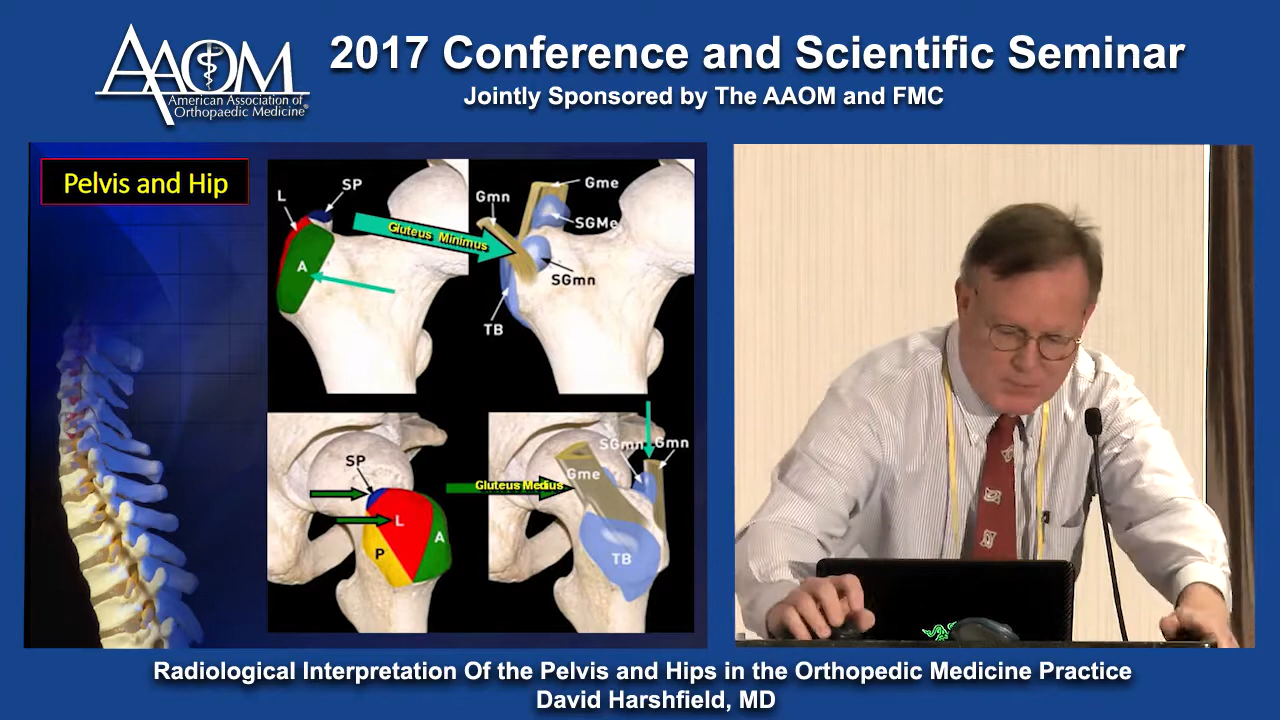 2017 Conference and Scientific Seminar
Jointly Sponsored by The AAOM and FMC
AAOM
American Association of
Orthopaedic Medicine®
Pelvis and Hip
L
SP
A
Gluteus Minimus
Gmn
Gme
SGMe
SGmn
TB
SP
L
A
P
Gluteus Medius
Gme
SGmn
Gmn
TB
Radiological Interpretation Of the Pelvis and Hips in the Orthopedic Medicine Practice
David Harshfield, MD